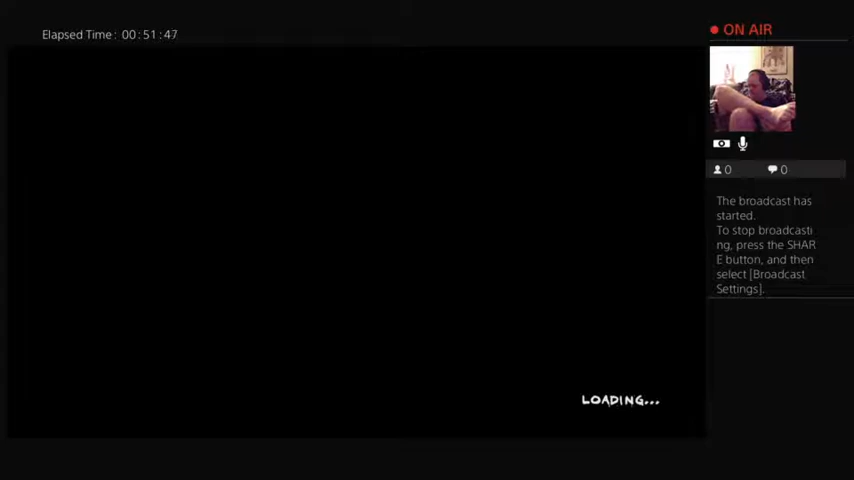 Elapsed Time: 00:51:47
ON AIR
0 0
The broadcast has
started.
To stop broadcasti
ng, press the SHAR
E button, and then
select [Broadcast
Settings].
LOADING...